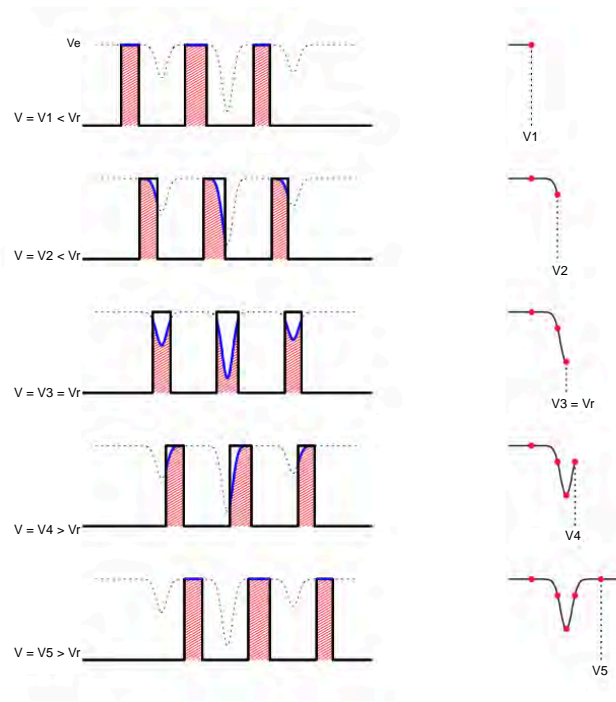 Ve
V = V1 < Vr
V1
V = V2 < Vr
V2
V = V3 = Vr
V3 = Vr
V = V4 > Vr
V4
V = V5 > Vr
V5